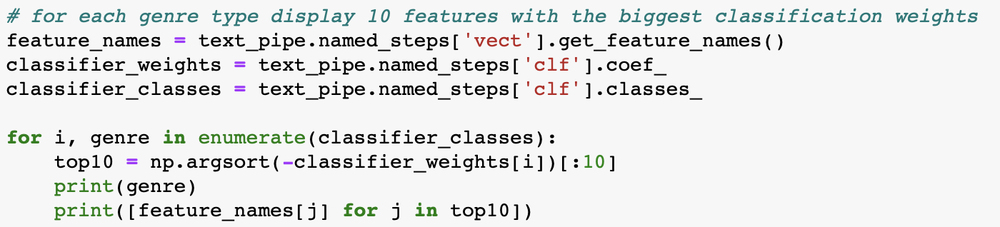 # for each genre type display 10 features with the biggest classification weights
feature_names = text_pipe.named_steps['vect'].get_feature_names()
classifier_weights = text_pipe.named_steps['clf'].coef_
classifier_classes = text_pipe.named_steps['clf'].classes_

for i, genre in enumerate(classifier_classes):
    top10 = np.argsort(-classifier_weights[i])[:10]
    print(genre)
    print([feature_names[j] for j in top10])